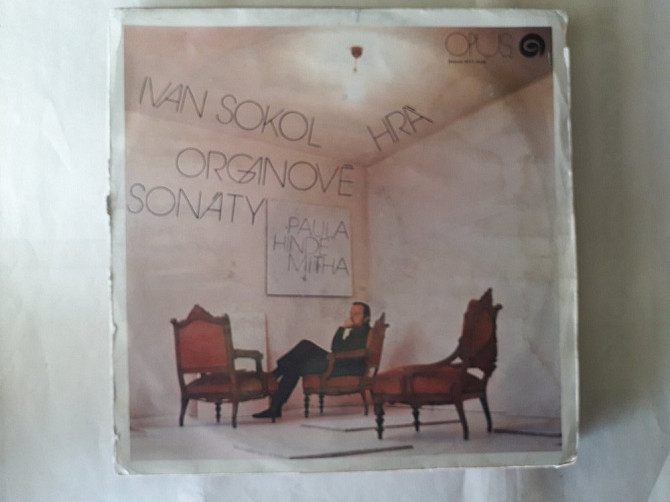 OPUS
IVAN SOKOL HRÁ
ORGANOVÉ
SONÁTY
PAULA
HINDE
MITHA